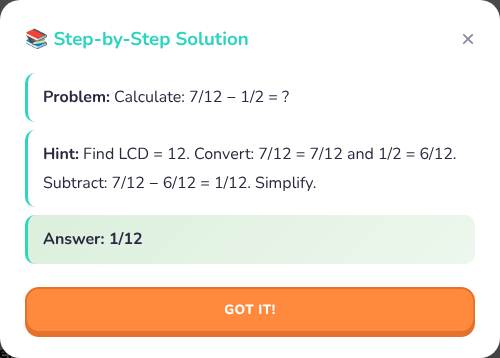 📚 Step-by-Step Solution ×
Problem: Calculate: 7/12 − 1/2 = ?
Hint: Find LCD = 12. Convert: 7/12 = 7/12 and 1/2 = 6/12.
Subtract: 7/12 − 6/12 = 1/12. Simplify.
Answer: 1/12
GOT IT!